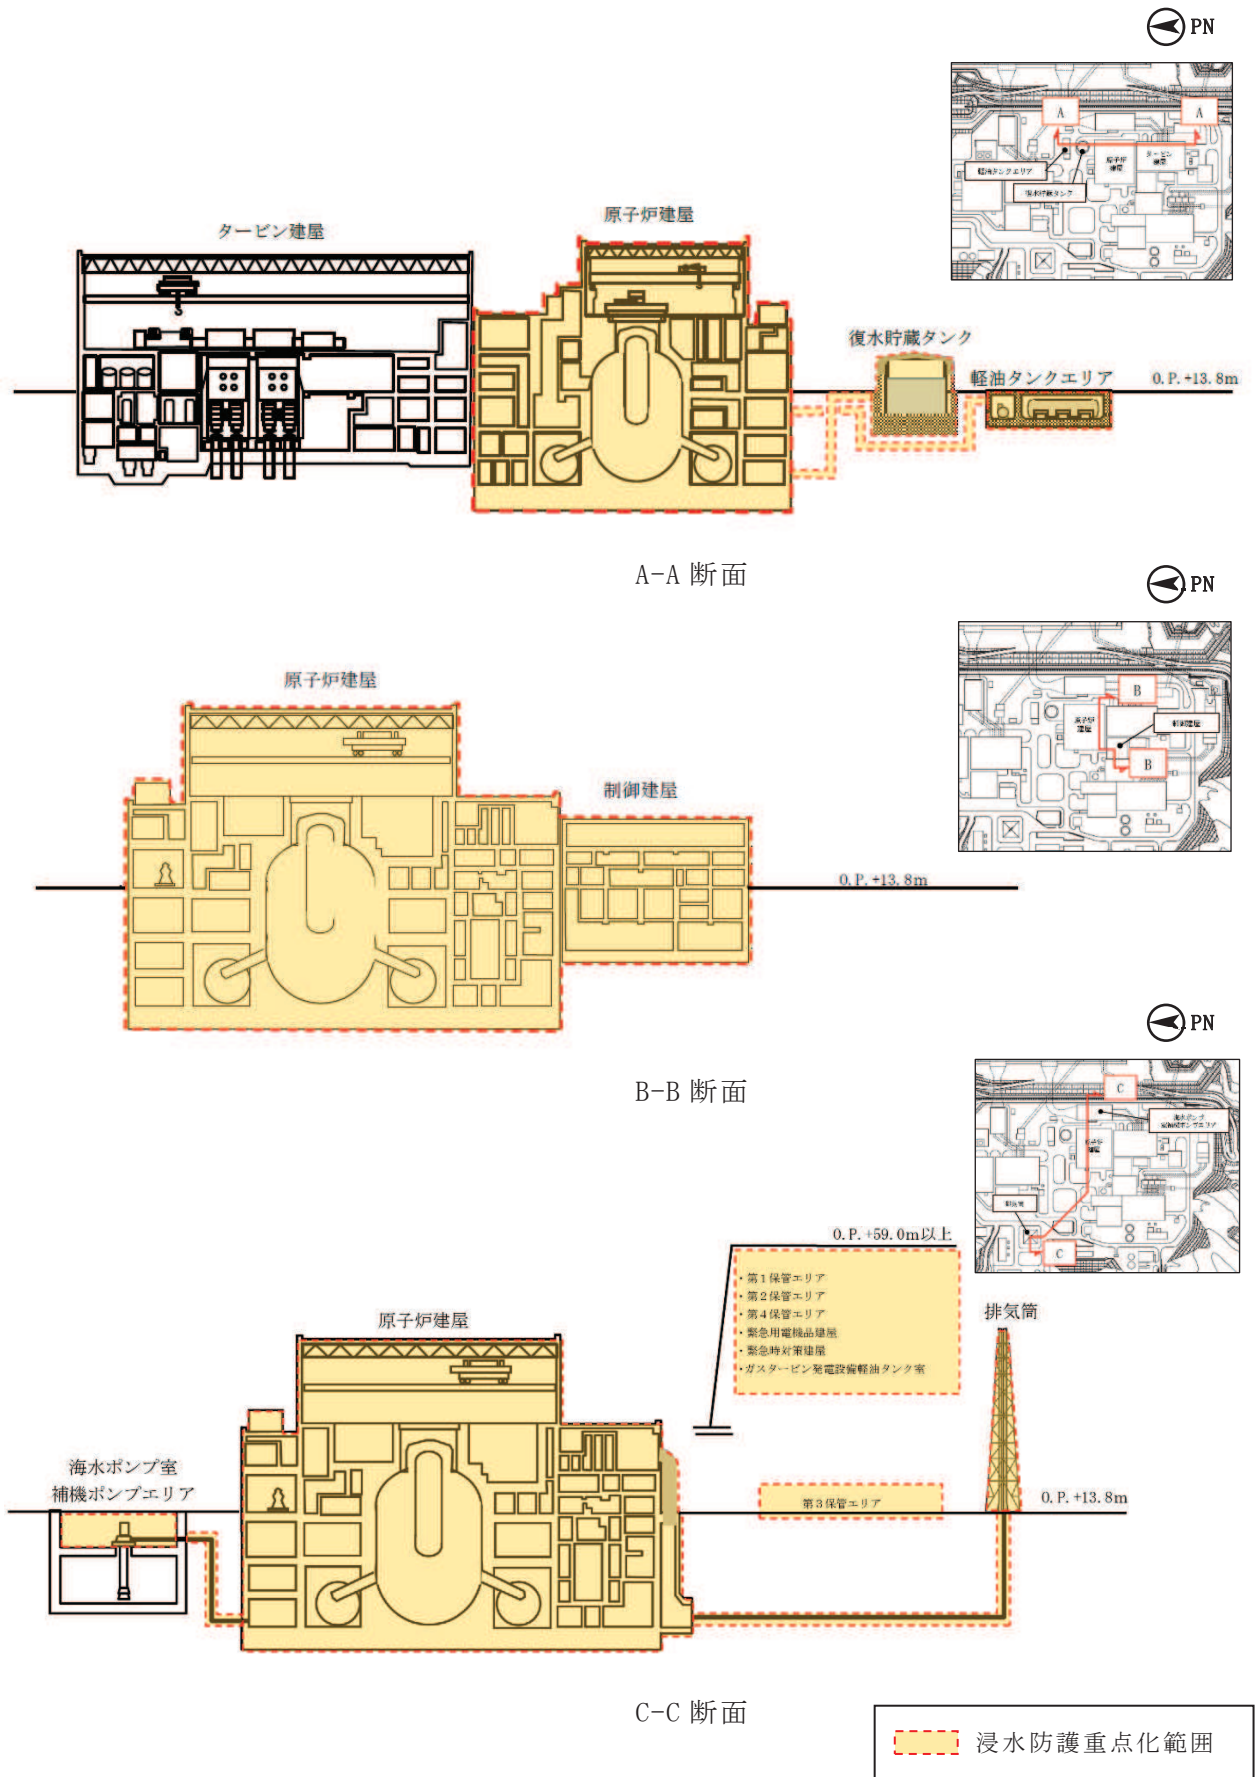 PN
A
A
原子炉
建屋
タービン
建屋
軽油タンクエリア
復水貯蔵タンク
原子炉建屋
タービン建屋
復水貯蔵タンク
軽油タンクエリア
O.P.+13.8m
A-A 断面
PN
B
原子炉
建屋
制御建屋
B
原子炉建屋
制御建屋
O.P.+13.8m
B-B 断面
PN
C
海水ポンプ室
補機ポンプエリア
原子炉
建屋
排気筒
C
O.P.+59.0m以上
・第1保管エリア
・第2保管エリア
・第4保管エリア
・緊急用電機品建屋
・緊急時対策建屋
・ガスタービン発電設備軽油タンク室
原子炉建屋
排気筒
海水ポンプ室
補機ポンプエリア
第3保管エリア
O.P.+13.8m
C-C 断面
浸水防護重点化範囲